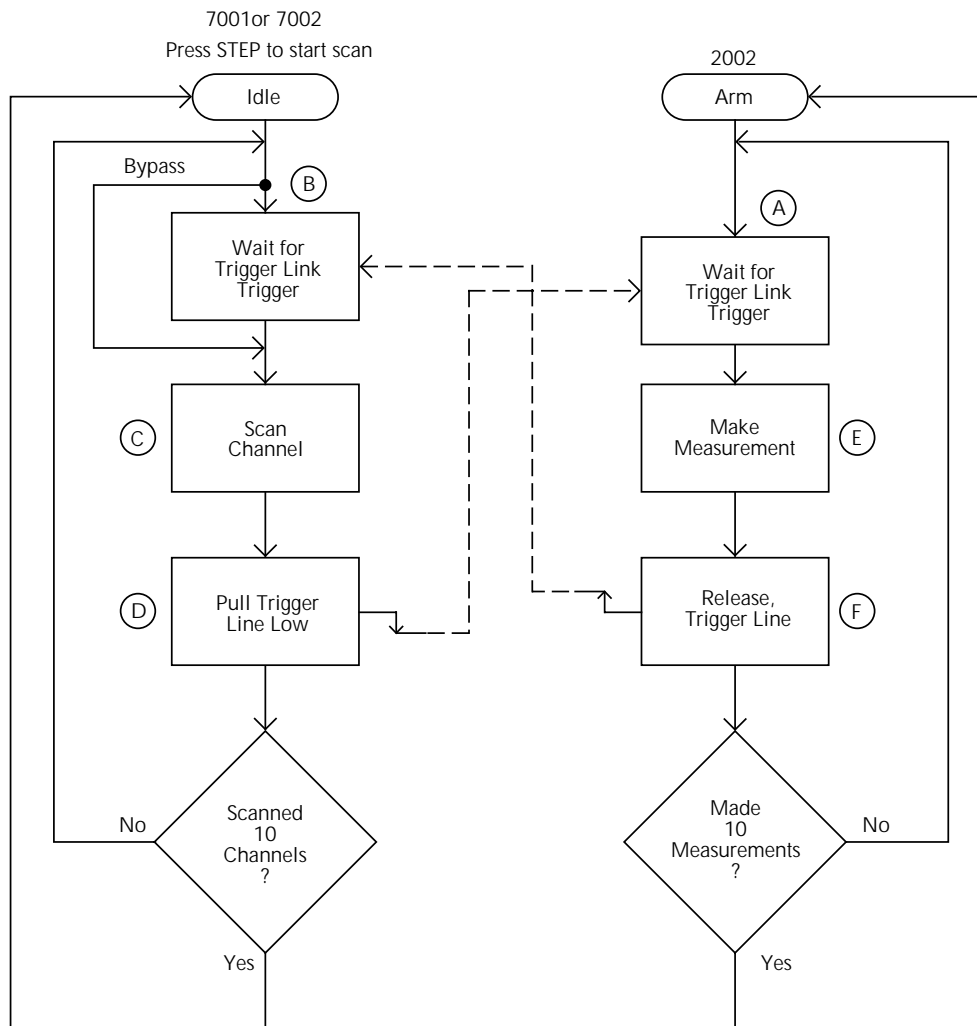 7001or 7002
Press STEP to start scan
Idle
Bypass
B
Wait for
Trigger Link
Trigger
C
Scan
Channel
D
Pull Trigger
Line Low
No
Scanned
10
Channels
?
Yes
2002
Arm
A
Wait for
Trigger Link
Trigger
Make
Measurement
E
Release,
Trigger Line
F
Made
10
Measurements
?
No
Yes